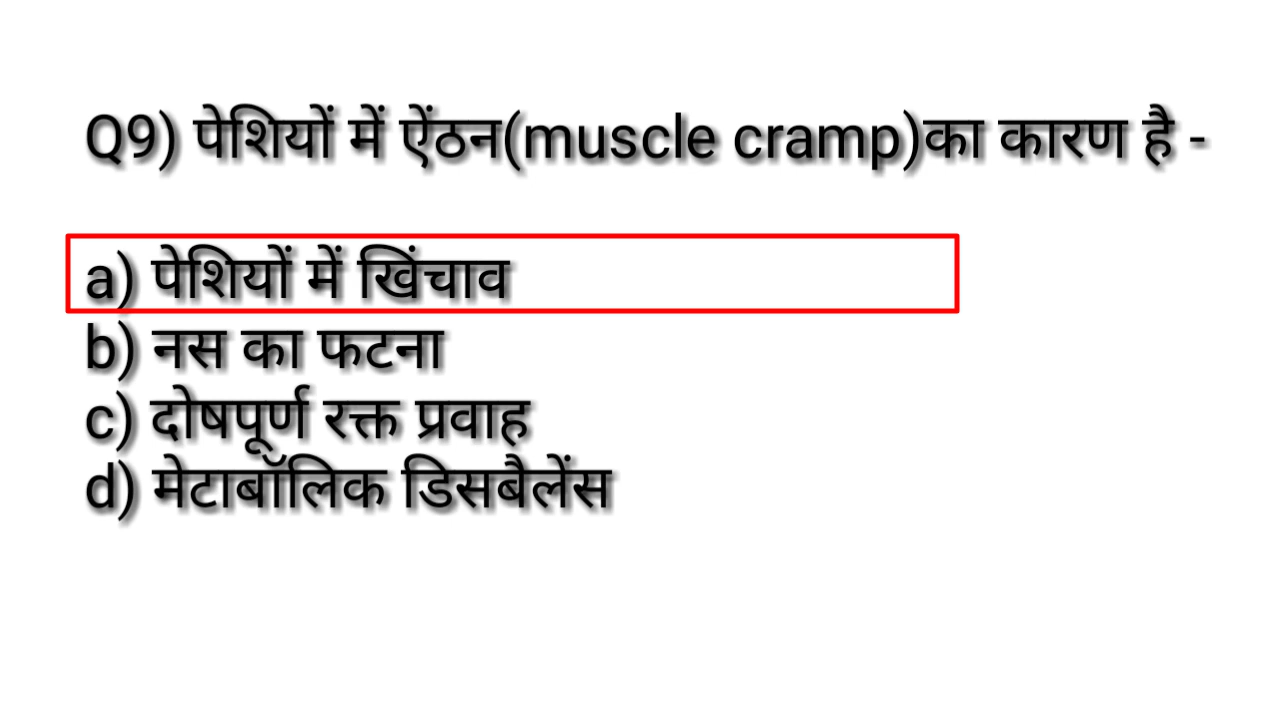 Q9) पेशियों में ऐंठन(muscle cramp)का कारण है -
a) पेशियों में खिंचाव
b) नस का फटना
c) दोषपूर्ण रक्त प्रवाह
d) मेटाबॉलिक डिसबैलेंस